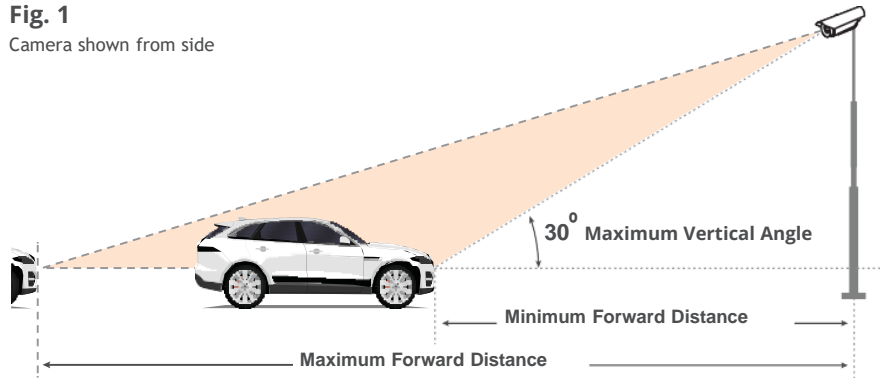 Fig. 1
Camera shown from side
30° Maximum Vertical Angle
Minimum Forward Distance
Maximum Forward Distance